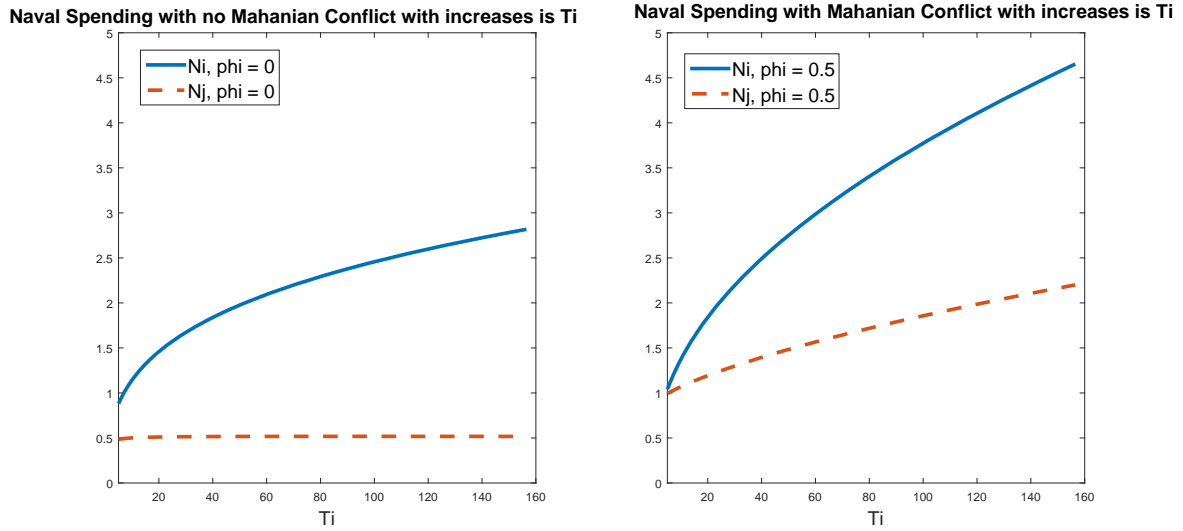 Naval Spending with no Mahanian Conflict with increases is Ti
5
4.5
4
3.5
3
2.5
2
1.5
1
0.5
0
Ni, phi = 0
Nj, phi = 0
20 40 60 80 100 120 140 160
Ti
Naval Spending with Mahanian Conflict with increases is Ti
5
4.5
4
3.5
3
2.5
2
1.5
1
0.5
0
Ni, phi = 0.5
Nj, phi = 0.5
20 40 60 80 100 120 140 160
Ti